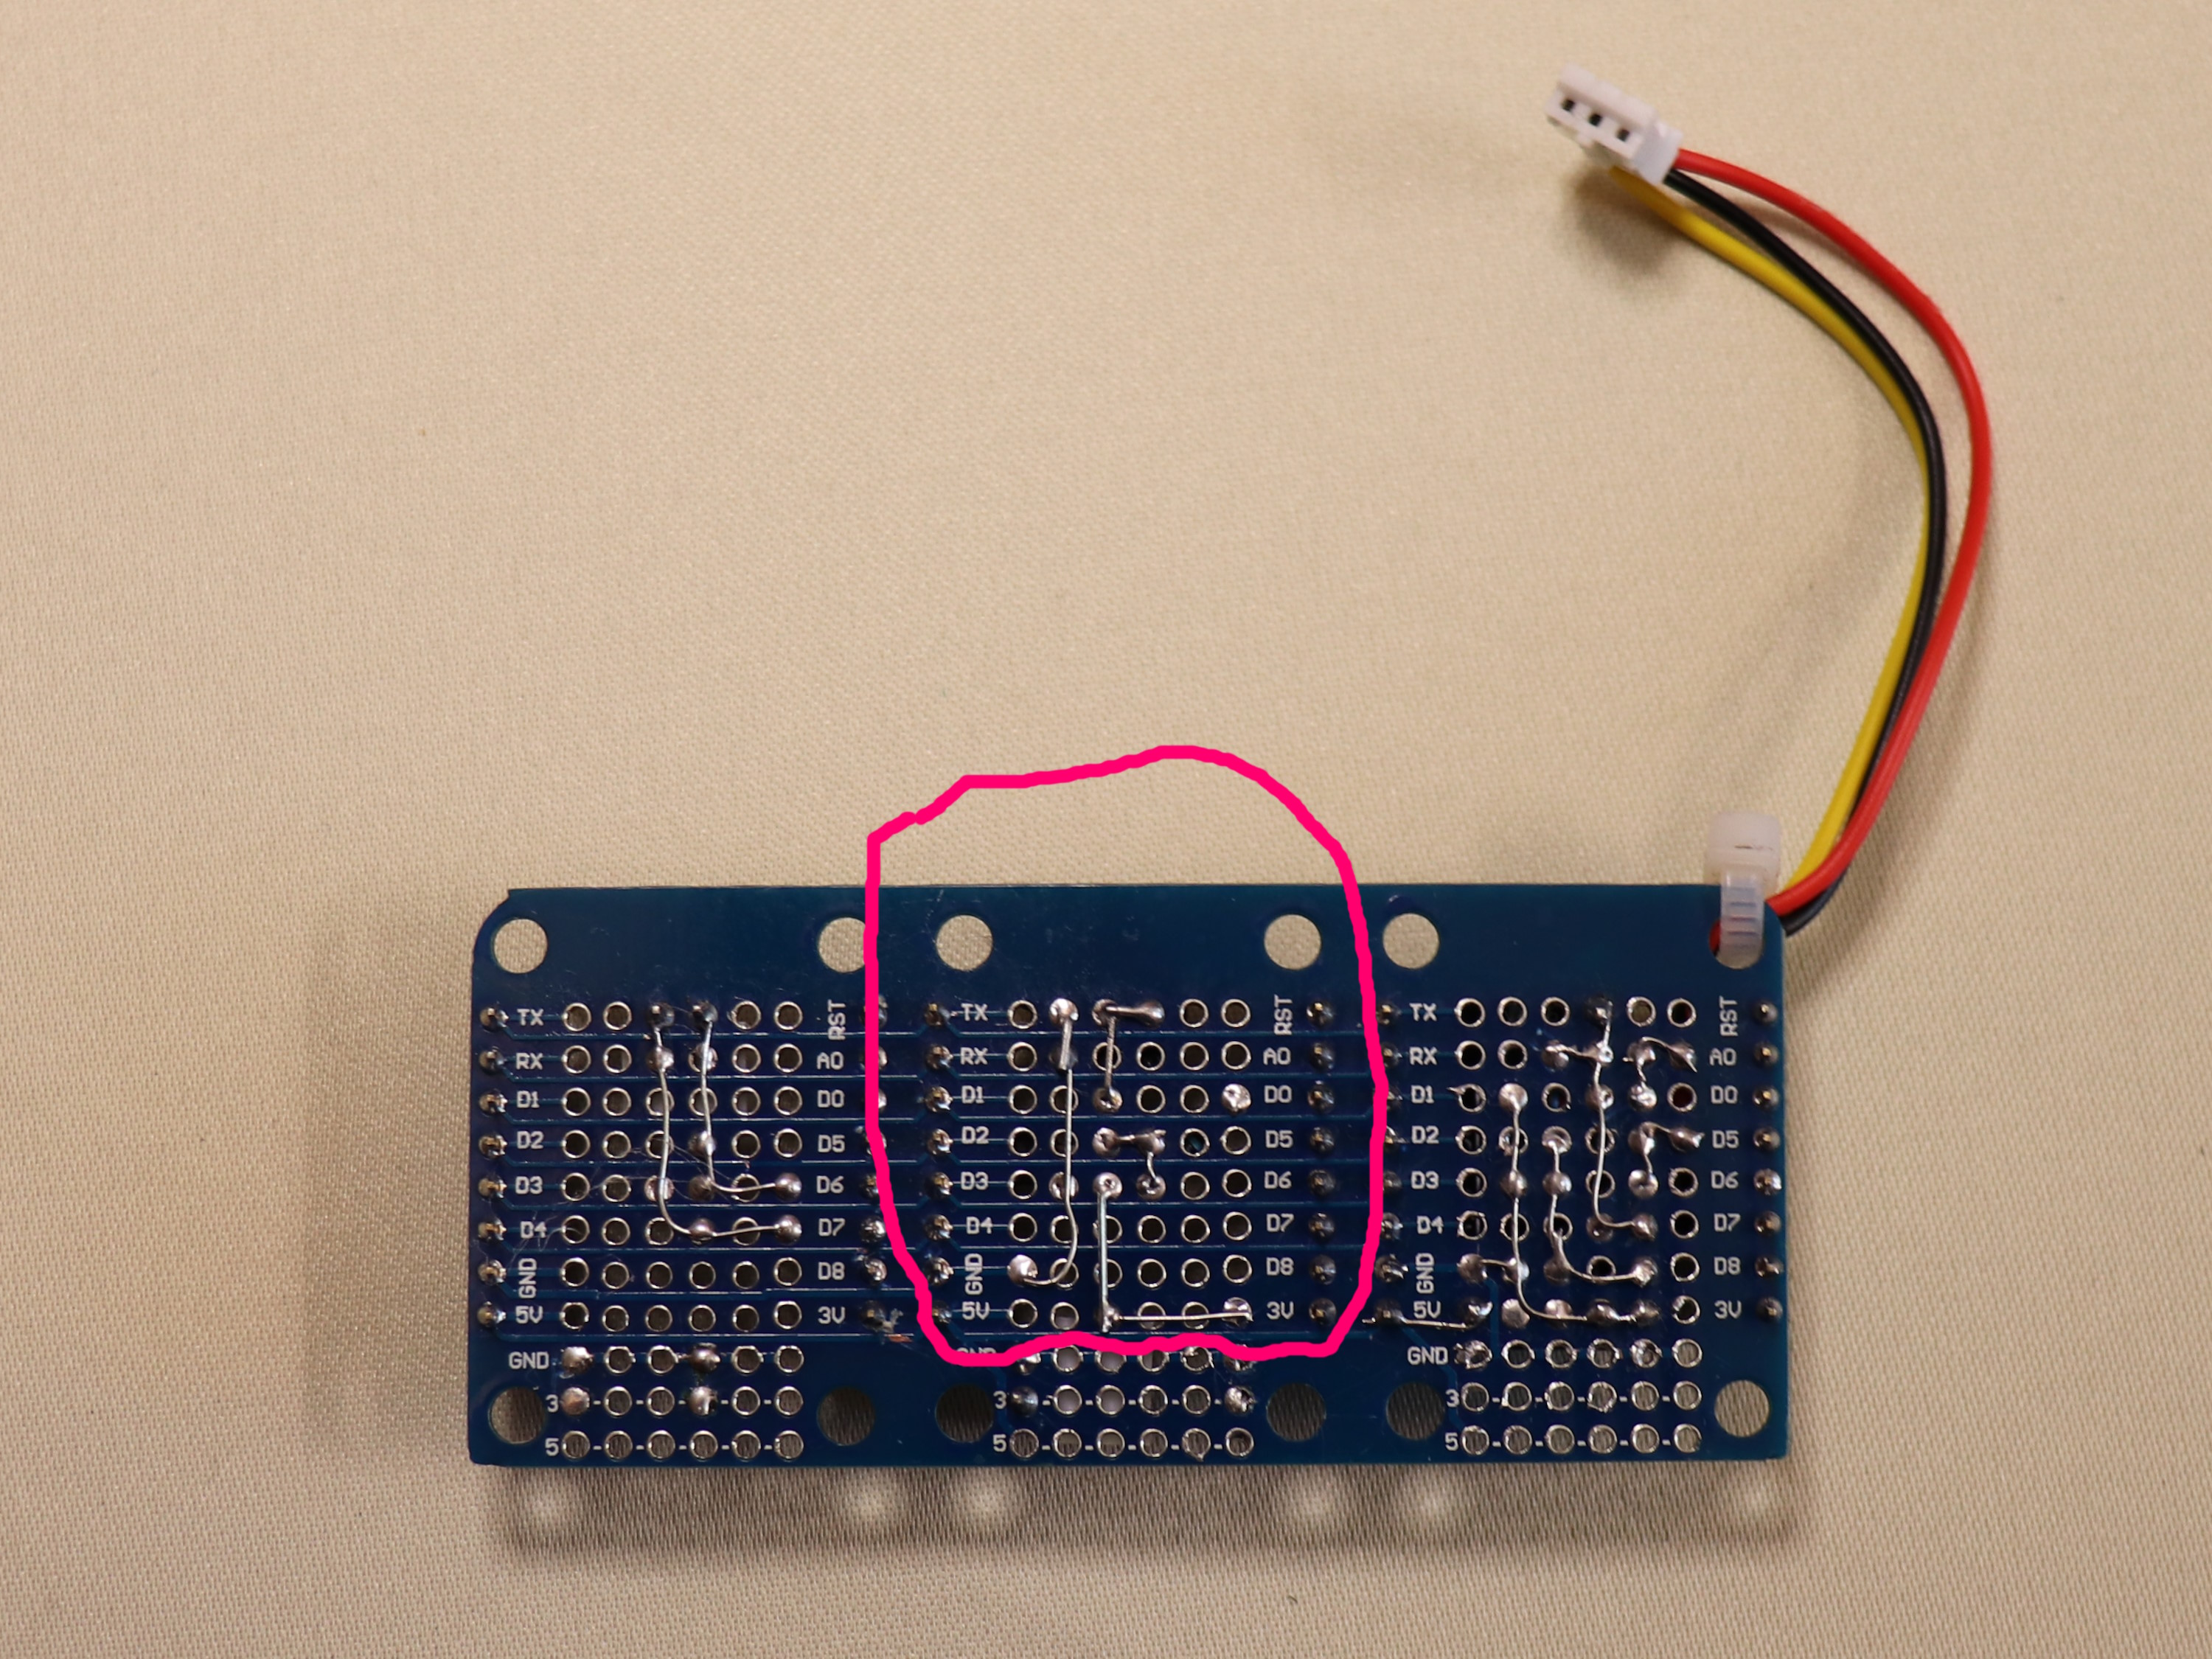 TX RST TX RST TX RST
RX A0 RX A0 RX A0
D1 D0 D1 D0 D1 D0
D2 D5 D2 D5 D2 D5
D3 D6 D3 D6 D3 D6
D4 D7 D4 D7 D4 D7
GND D8 GND D8 GND D8
5V 3V 5V 3V 5V 3V
GND GND GND
3 3 3
5 5 5